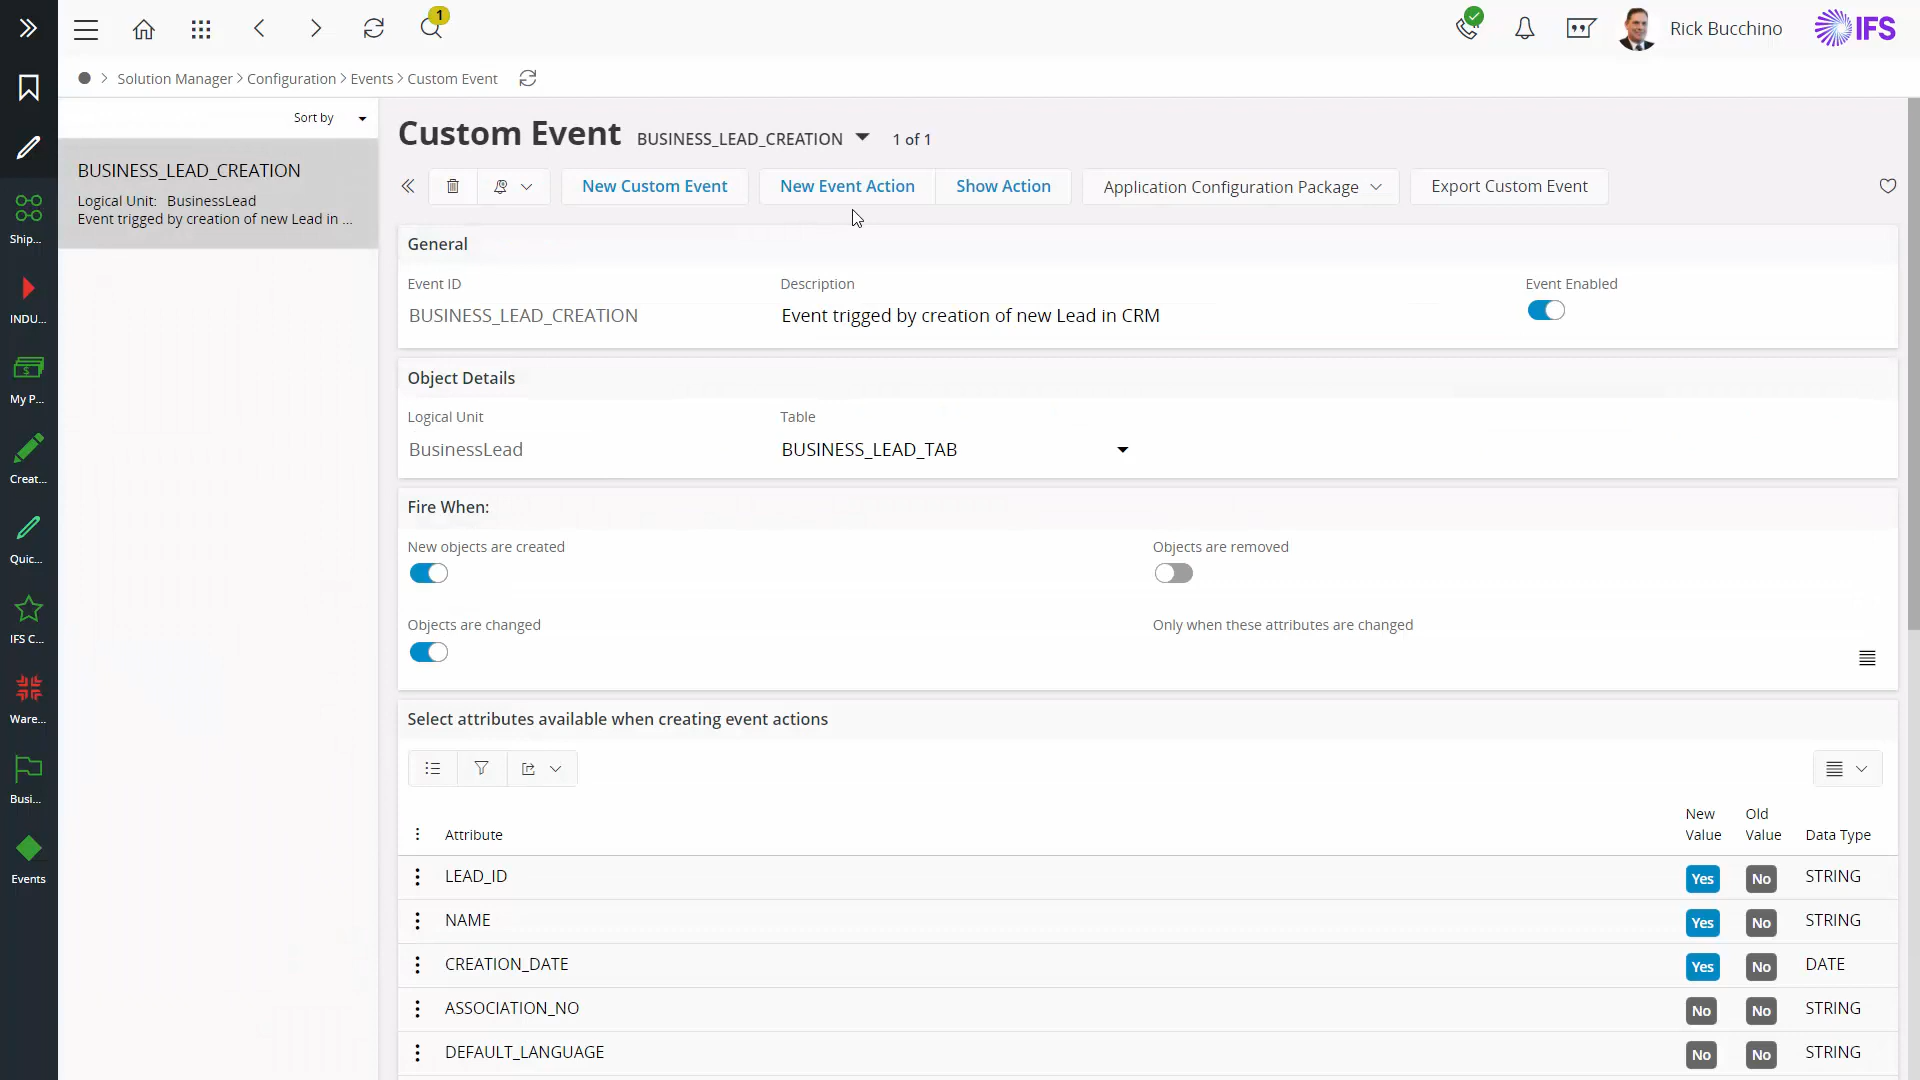 1
Rick Bucchino
IFS
Solution Manager > Configuration > Events > Custom Event
Sort by
BUSINESS_LEAD_CREATION
Logical Unit: BusinessLead
Event trigged by creation of new Lead in ...
Ship...
INDU...
My P...
Creat...
Quic...
IFS C...
Ware...
Busi...
Events
Custom Event BUSINESS_LEAD_CREATION 1 of 1
New Custom Event New Event Action Show Action Application Configuration Package Export Custom Event
General
Event ID Description Event Enabled
BUSINESS_LEAD_CREATION Event trigged by creation of new Lead in CRM
Object Details
Logical Unit Table
BusinessLead BUSINESS_LEAD_TAB
Fire When:
New objects are created Objects are removed
Objects are changed Only when these attributes are changed
Select attributes available when creating event actions
Attribute New Value Old Value Data Type
LEAD_ID Yes No STRING
NAME Yes No STRING
CREATION_DATE Yes No DATE
ASSOCIATION_NO No No STRING
DEFAULT_LANGUAGE No No STRING